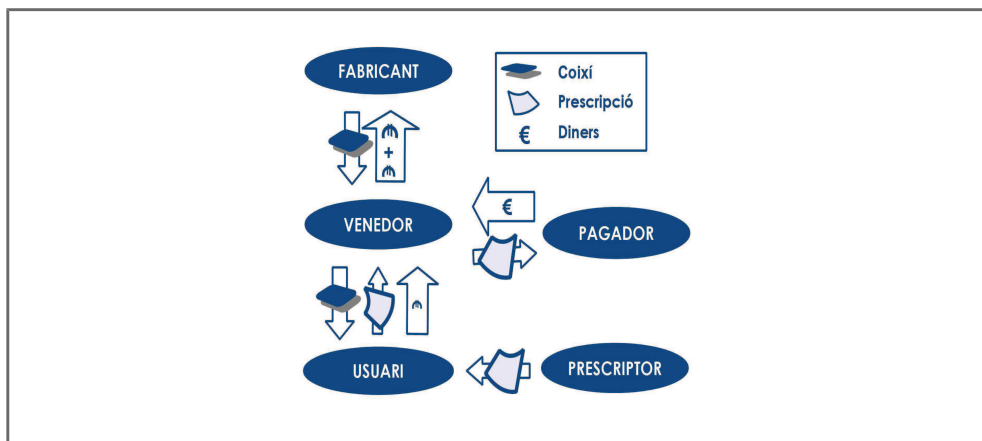 FABRICANT
Coixí
Prescripció
€ Diners
€
+
€
VENEDOR
€
PAGADOR
€
USUARI
PRESCRIPTOR